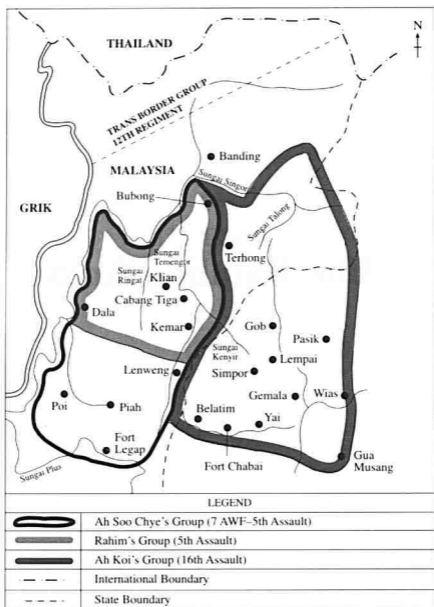 THAILAND
N
TRANS BORDER GROUP
12TH REGIMENT
MALAYSIA
Banding
Sungai Singor
GRIK
Bubong
Sungai Talong
Sungai
Temengor
Terhong
Sungai
Ringat
Klian
Cabang Tiga
Dala
Kemar
Gob
Pasik
Sungai
Kenyir
Lempai
Lenweng
Simpor
Poi
Piah
Gemala
Wias
Belatim
Yai
Fort
Legap
Fort Chabai
Gua
Musang
Sungai Plus
LEGEND
Ah Soo Chye's Group (7 AWF–5th Assault)
Rahim's Group (5th Assault)
Ah Koi's Group (16th Assault)
International Boundary
State Boundary